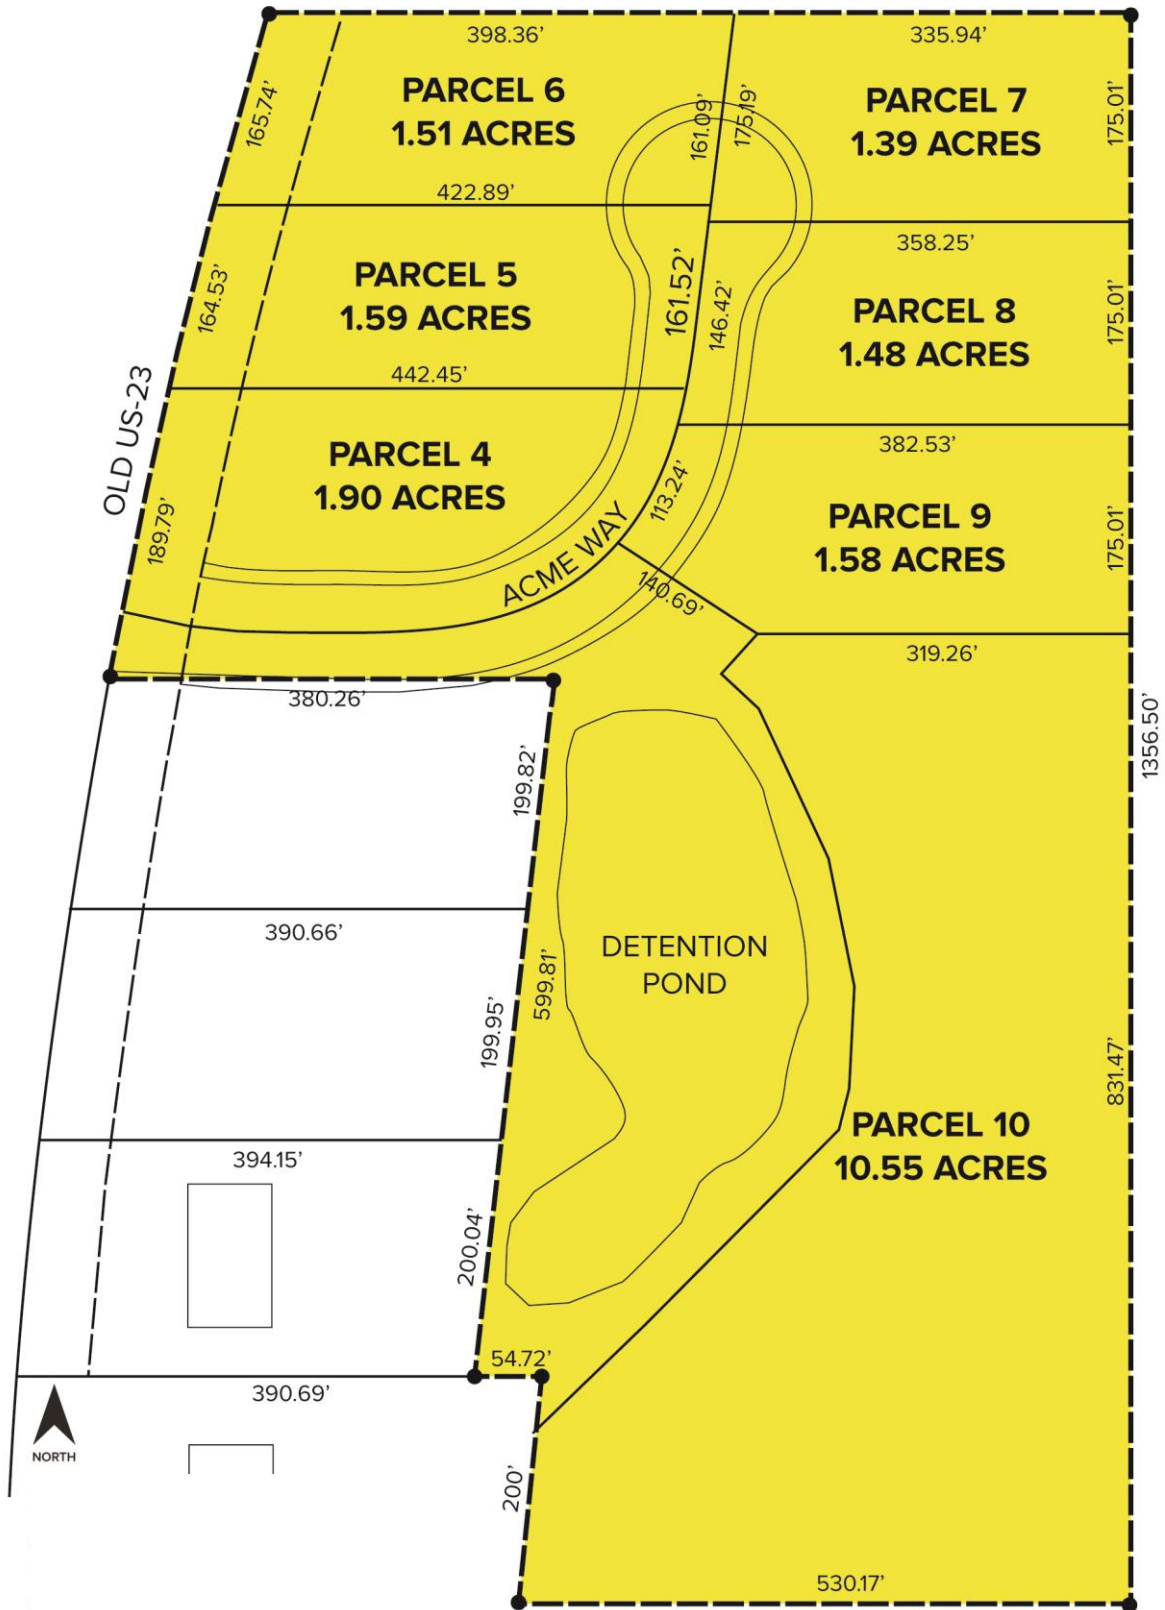 398.36'
335.94'
PARCEL 6
1.51 ACRES
165.74'
161.09'
175.19'
PARCEL 7
1.39 ACRES
175.01'
422.89'
358.25'
PARCEL 5
1.59 ACRES
164.53'
161.52'
146.42'
PARCEL 8
1.48 ACRES
175.01'
442.45'
382.53'
OLD US-23
PARCEL 4
1.90 ACRES
189.79'
ACME WAY
113.24'
PARCEL 9
1.58 ACRES
175.01'
140.69'
319.26'
380.26'
1356.50'
199.82'
390.66'
DETENTION
POND
599.81'
199.95'
831.47'
PARCEL 10
10.55 ACRES
394.15'
200.04'
54.72'
390.69'
NORTH
200'
530.17'